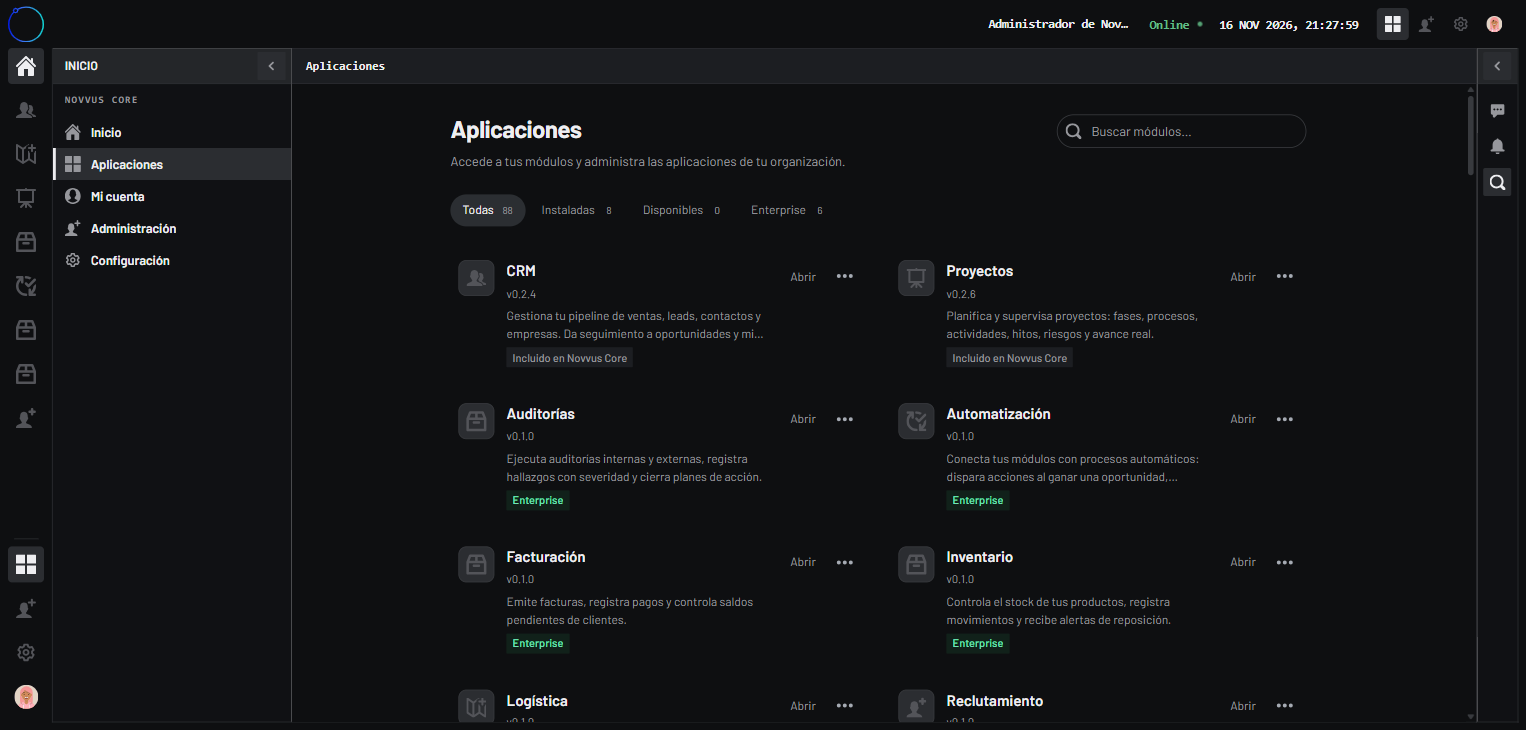 Administrador de Nov…
Online
16 NOV 2026, 21:27:59
INICIO
Aplicaciones
NOVVUS CORE
Inicio
Aplicaciones
Mi cuenta
Administración
Configuración
Aplicaciones
Buscar módulos...
Accede a tus módulos y administra las aplicaciones de tu organización.
Todas 88
Instaladas 8
Disponibles 0
Enterprise 6
CRM
Abrir
v0.2.4
Gestiona tu pipeline de ventas, leads, contactos y
empresas. Da seguimiento a oportunidades y mi…
Incluido en Novvus Core
Proyectos
Abrir
v0.2.6
Planifica y supervisa proyectos: fases, procesos,
actividades, hitos, riesgos y avance real.
Incluido en Novvus Core
Auditorías
Abrir
v0.1.0
Ejecuta auditorías internas y externas, registra
hallazgos con severidad y cierra planes de acción.
Enterprise
Automatización
Abrir
v0.1.0
Conecta tus módulos con procesos automáticos:
dispara acciones al ganar una oportunidad,…
Enterprise
Facturación
Abrir
v0.1.0
Emite facturas, registra pagos y controla saldos
pendientes de clientes.
Enterprise
Inventario
Abrir
v0.1.0
Controla el stock de tus productos, registra
movimientos y recibe alertas de reposición.
Enterprise
Logística
Abrir
v0.1.0
Reclutamiento
Abrir
v0.1.0